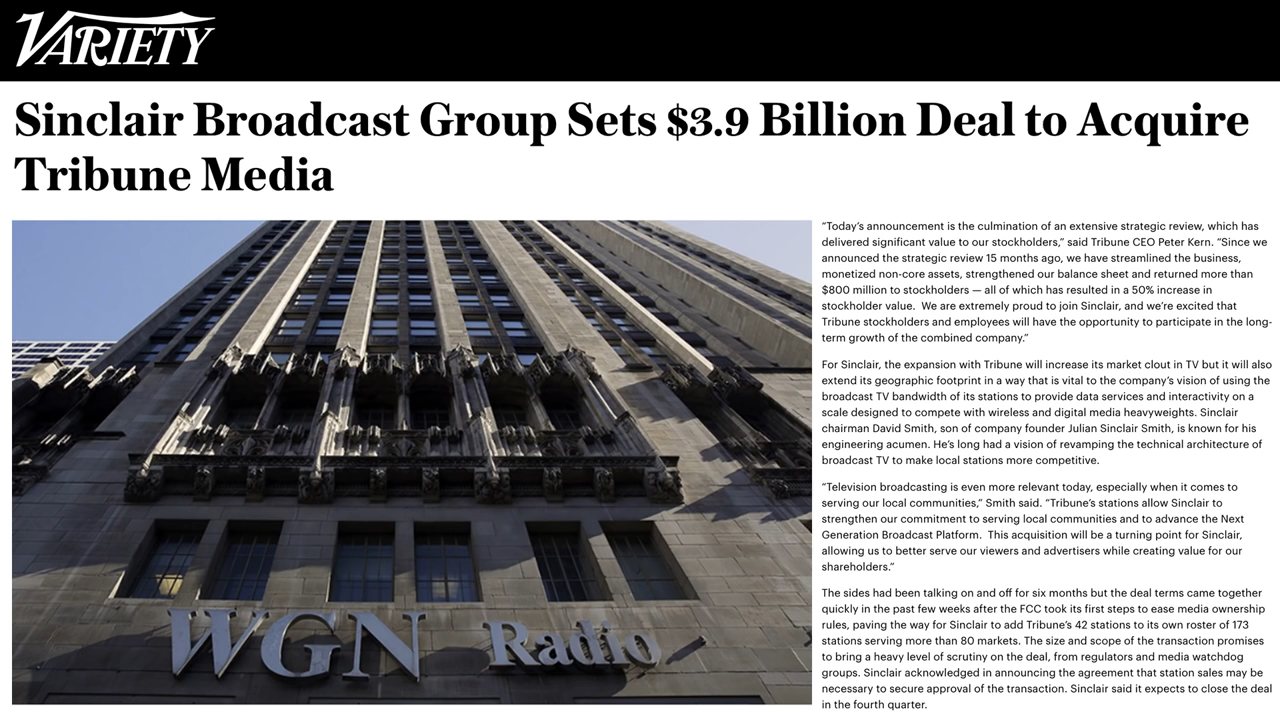 VARIETY
Sinclair Broadcast Group Sets $3.9 Billion Deal to Acquire
Tribune Media
WGN Radio
“Today’s announcement is the culmination of an extensive strategic review, which has
delivered significant value to our stockholders,” said Tribune CEO Peter Kern. “Since we
announced the strategic review 15 months ago, we have streamlined the business,
monetized non-core assets, strengthened our balance sheet and returned more than
$800 million to stockholders — all of which has resulted in a 50% increase in
stockholder value.  We are extremely proud to join Sinclair, and we’re excited that
Tribune stockholders and employees will have the opportunity to participate in the long-
term growth of the combined company.”
For Sinclair, the expansion with Tribune will increase its market clout in TV but it will also
extend its geographic footprint in a way that is vital to the company’s vision of using the
broadcast TV bandwidth of its stations to provide data services and interactivity on a
scale designed to compete with wireless and digital media heavyweights. Sinclair
chairman David Smith, son of company founder Julian Sinclair Smith, is known for his
engineering acumen. He’s long had a vision of revamping the technical architecture of
broadcast TV to make local stations more competitive.
“Television broadcasting is even more relevant today, especially when it comes to
serving our local communities,” Smith said. “Tribune’s stations allow Sinclair to
strengthen our commitment to serving local communities and to advance the Next
Generation Broadcast Platform.  This acquisition will be a turning point for Sinclair,
allowing us to better serve our viewers and advertisers while creating value for our
shareholders.”
The sides had been talking on and off for six months but the deal terms came together
quickly in the past few weeks after the FCC took its first steps to ease media ownership
rules, paving the way for Sinclair to add Tribune’s 42 stations to its own roster of 173
stations serving more than 80 markets. The size and scope of the transaction promises
to bring a heavy level of scrutiny on the deal, from regulators and media watchdog
groups. Sinclair acknowledged in announcing the agreement that station sales may be
necessary to secure approval of the transaction. Sinclair said it expects to close the deal
in the fourth quarter.